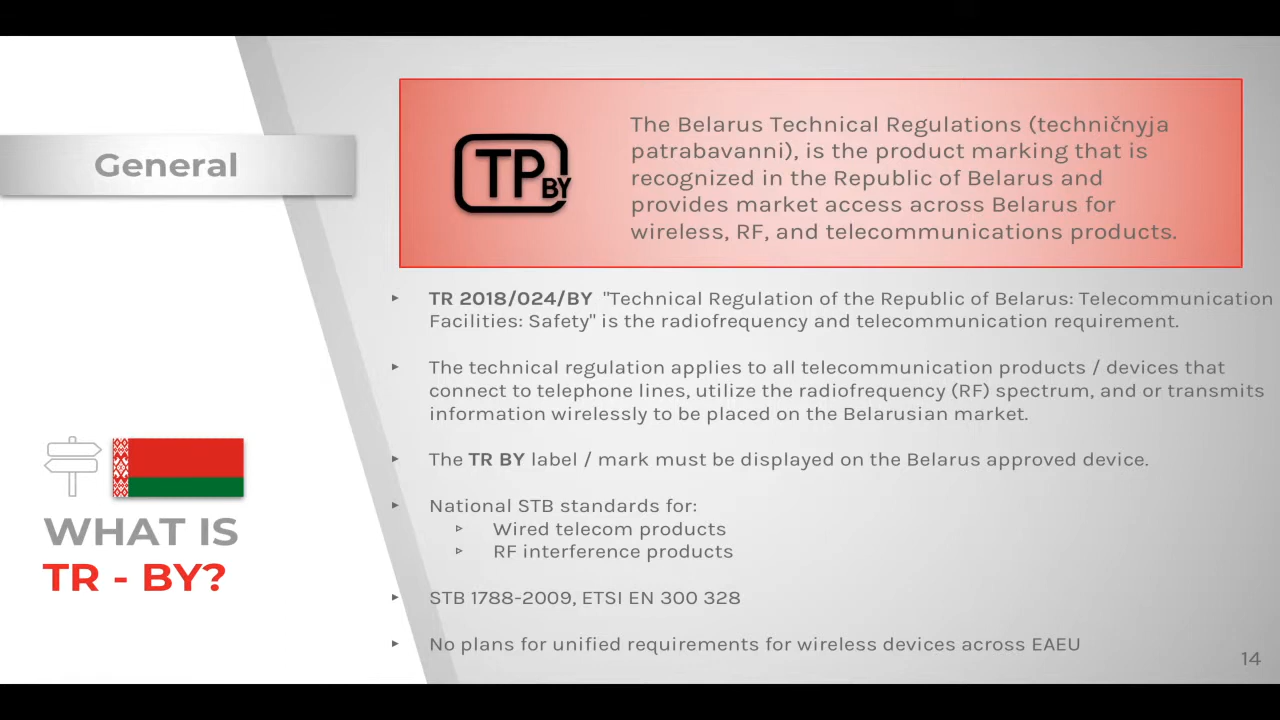 General
WHAT IS
TR - BY?
ТР BY
The Belarus Technical Regulations (techničnyja
patrabavanni), is the product marking that is
recognized in the Republic of Belarus and
provides market access across Belarus for
wireless, RF, and telecommunications products.
TR 2018/024/BY "Technical Regulation of the Republic of Belarus: Telecommunication
Facilities: Safety" is the radiofrequency and telecommunication requirement.
The technical regulation applies to all telecommunication products / devices that
connect to telephone lines, utilize the radiofrequency (RF) spectrum, and or transmits
information wirelessly to be placed on the Belarusian market.
The TR BY label / mark must be displayed on the Belarus approved device.
National STB standards for:
Wired telecom products
RF interference products
STB 1788-2009, ETSI EN 300 328
No plans for unified requirements for wireless devices across EAEU
14